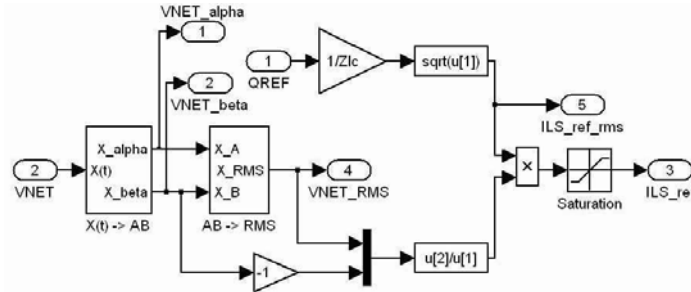 VNET_alpha
1
2
VNET_beta
1
QREF
1/Zlc
sqrt(u[1])
5
ILS_ref_rms
2
VNET
X_alpha
X(t)
X_beta
X(t) -> AB
X_A
X_RMS
X_B
AB -> RMS
4
VNET_RMS
×
Saturation
3
ILS_re
-1
u[2]/u[1]